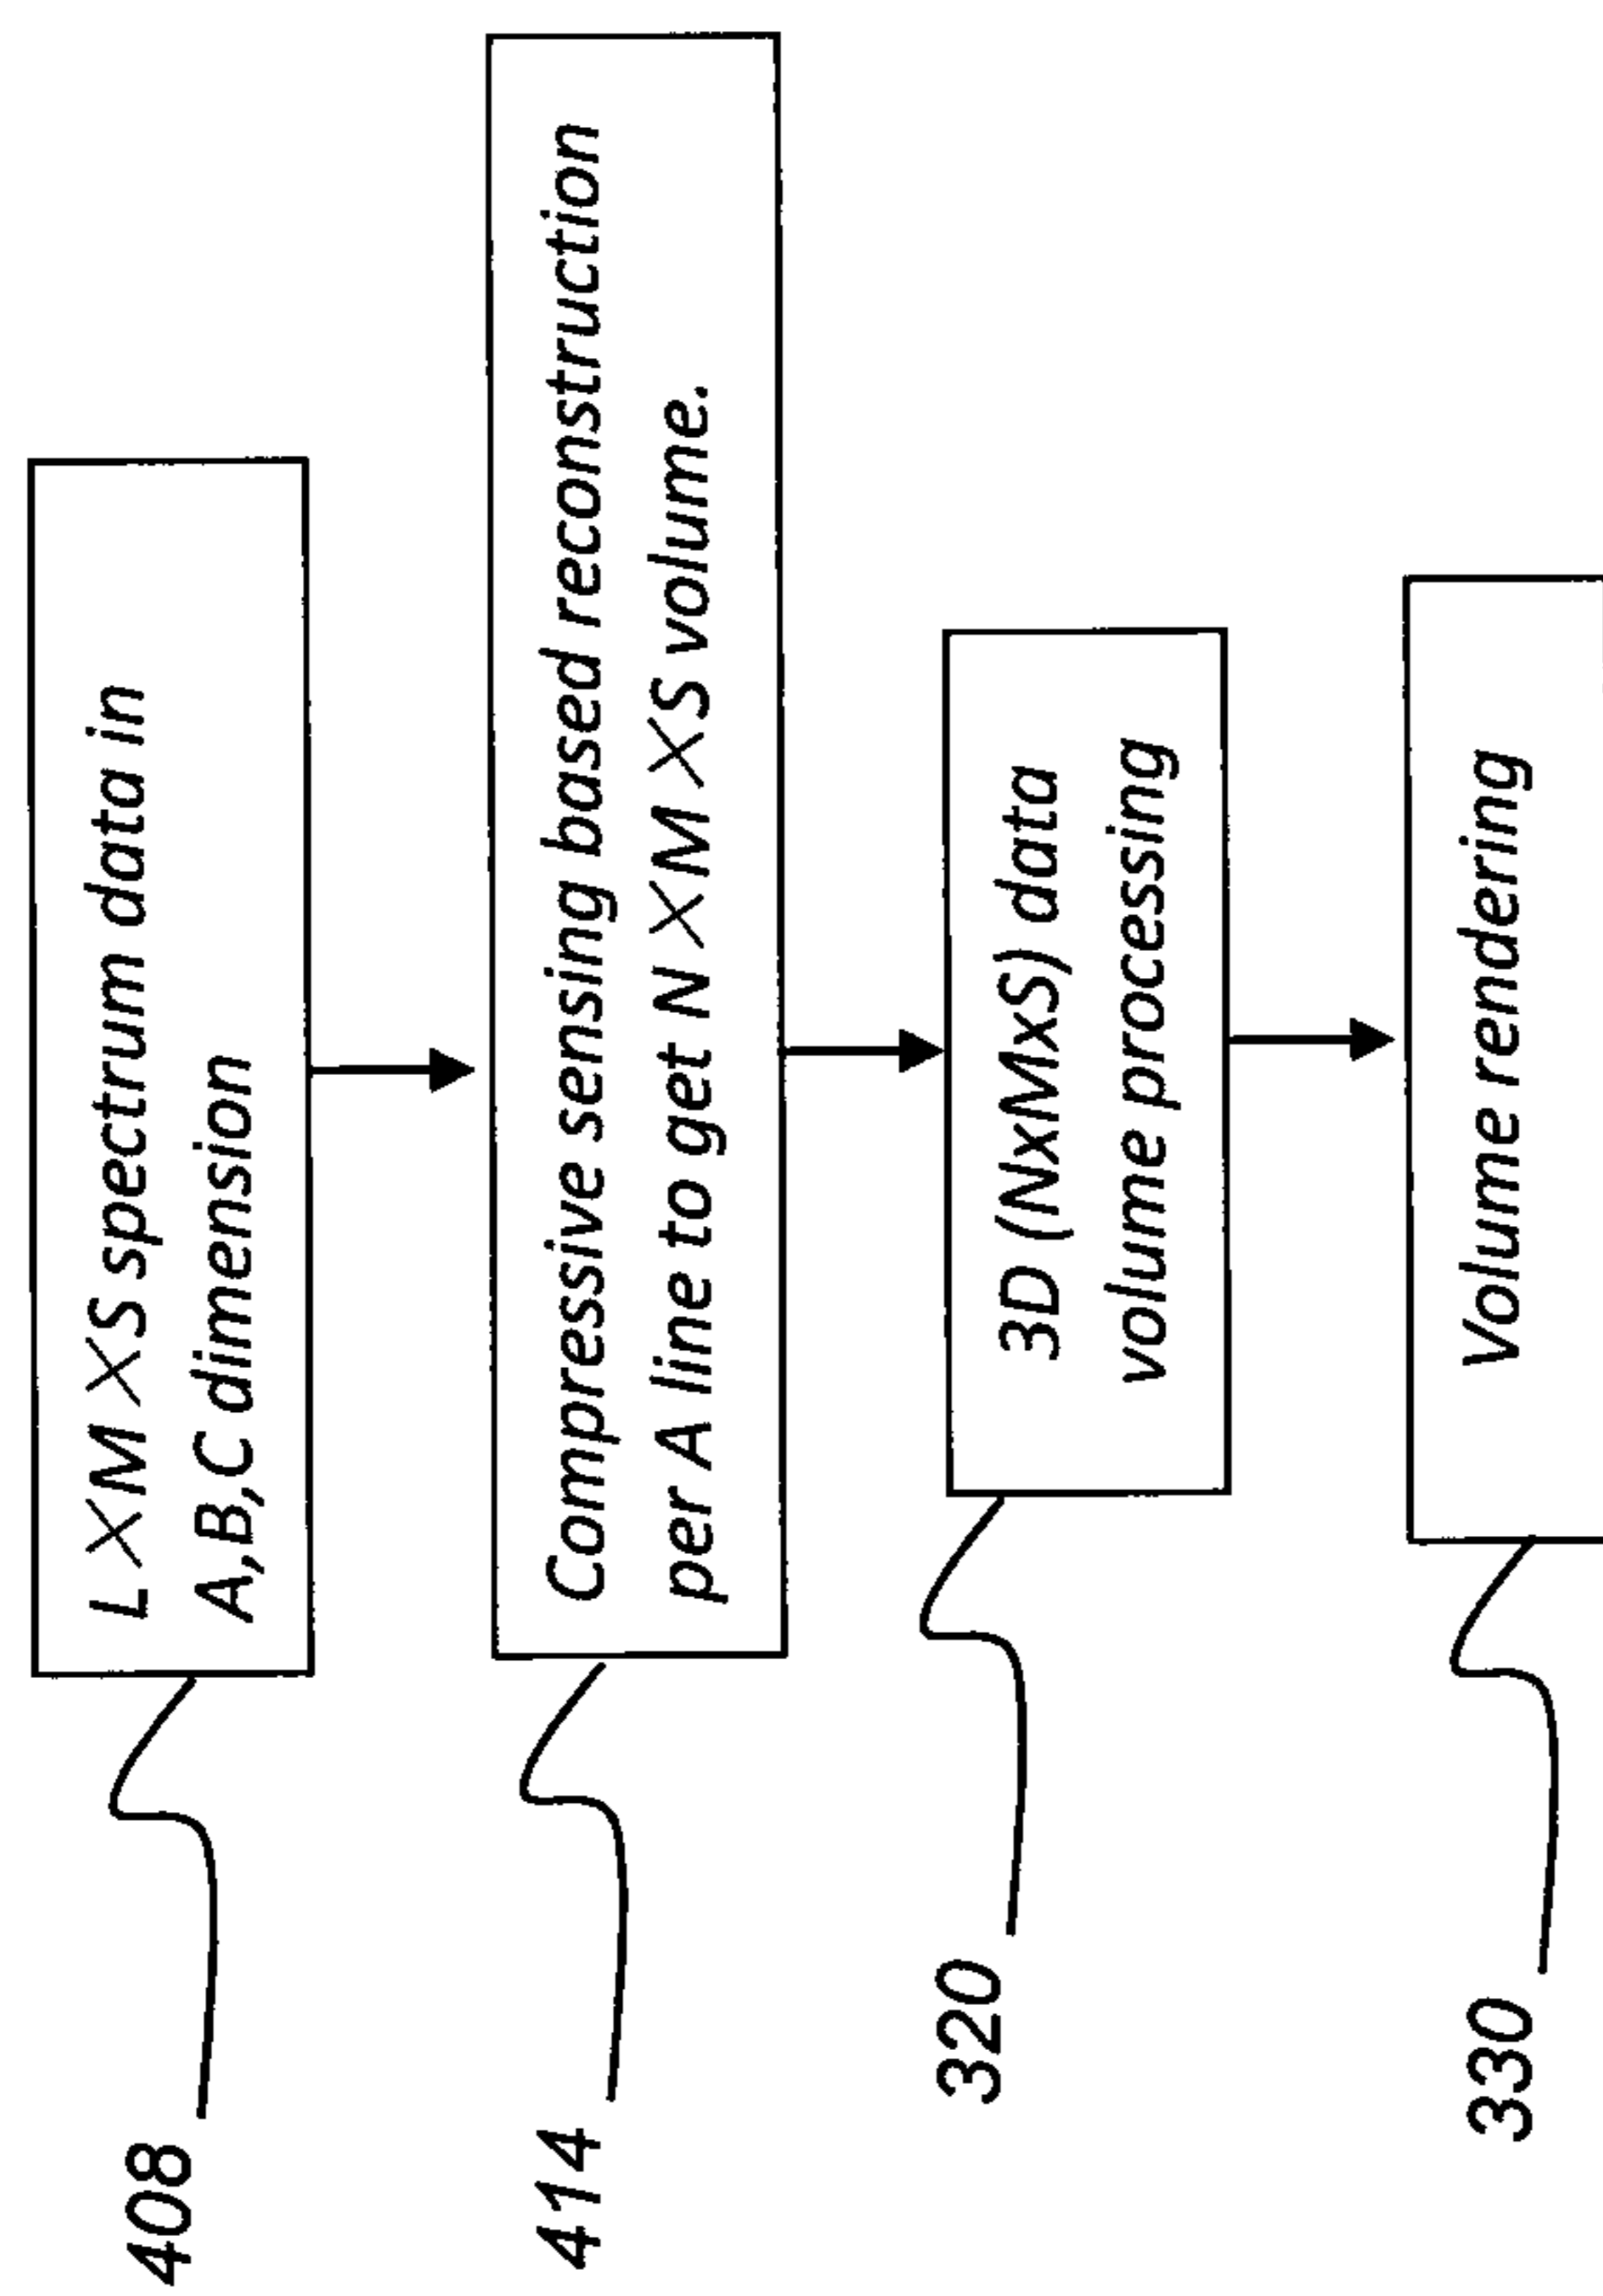 408
L X M X S spectrum data in
A,B,C dimension
414
Compressive sensing based reconstruction
per A line to get N X M X S volume.
320
3D (NxMxS) data
volume processing
330
Volume rendering